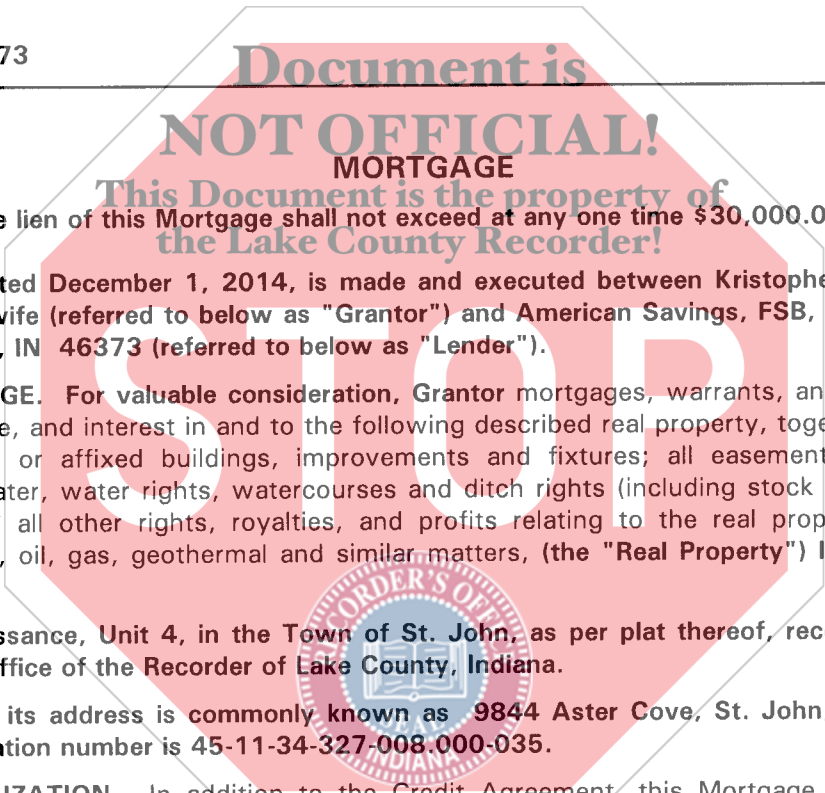 73
Document is
NOT OFFICIAL!
MORTGAGE
This Document is the property of
e lien of this Mortgage shall not exceed at any one time $30,000.0
the Lake County Recorder!
ted December 1, 2014, is made and executed between Kristophe
wife (referred to below as "Grantor") and American Savings, FSB,
, IN 46373 (referred to below as "Lender").
GE. For valuable consideration, Grantor mortgages, warrants, an
e, and interest in and to the following described real property, toge
or affixed buildings, improvements and fixtures; all easement
ater, water rights, watercourses and ditch rights (including stock
all other rights, royalties, and profits relating to the real prop
, oil, gas, geothermal and similar matters, (the "Real Property") l
STOP
RECORDER'S OFFICE
ssance, Unit 4, in the Town of St. John, as per plat thereof, rec
ffice of the Recorder of Lake County, Indiana.
SEAL
its address is commonly known as 9844 Aster Cove, St. John
ation number is 45-11-34-327-008.000-035.
INDIANA
IZATION. In addition to the Credit Agreement, this Mortgage